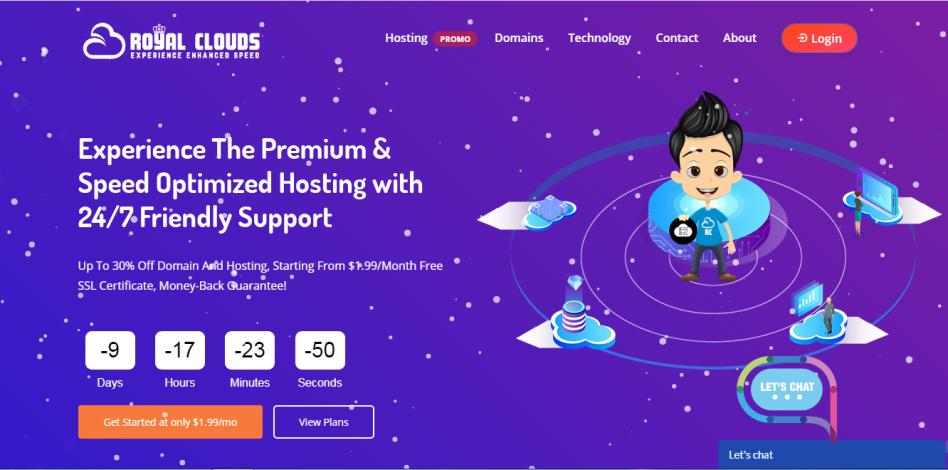 ROYAL CLOUDS
EXPERIENCE ENHANCED SPEED
Hosting PROMO Domains Technology Contact About Login
Experience The Premium &
Speed Optimized Hosting with
24/7 Friendly Support
Up To 30% Off Domain And Hosting, Starting From $1.99/Month Free
SSL Certificate, Money-Back Guarantee!
-9 -17 -23 -50
Days Hours Minutes Seconds
Get Started at only $1.99/mo View Plans
RC
LET'S CHAT
Let's chat